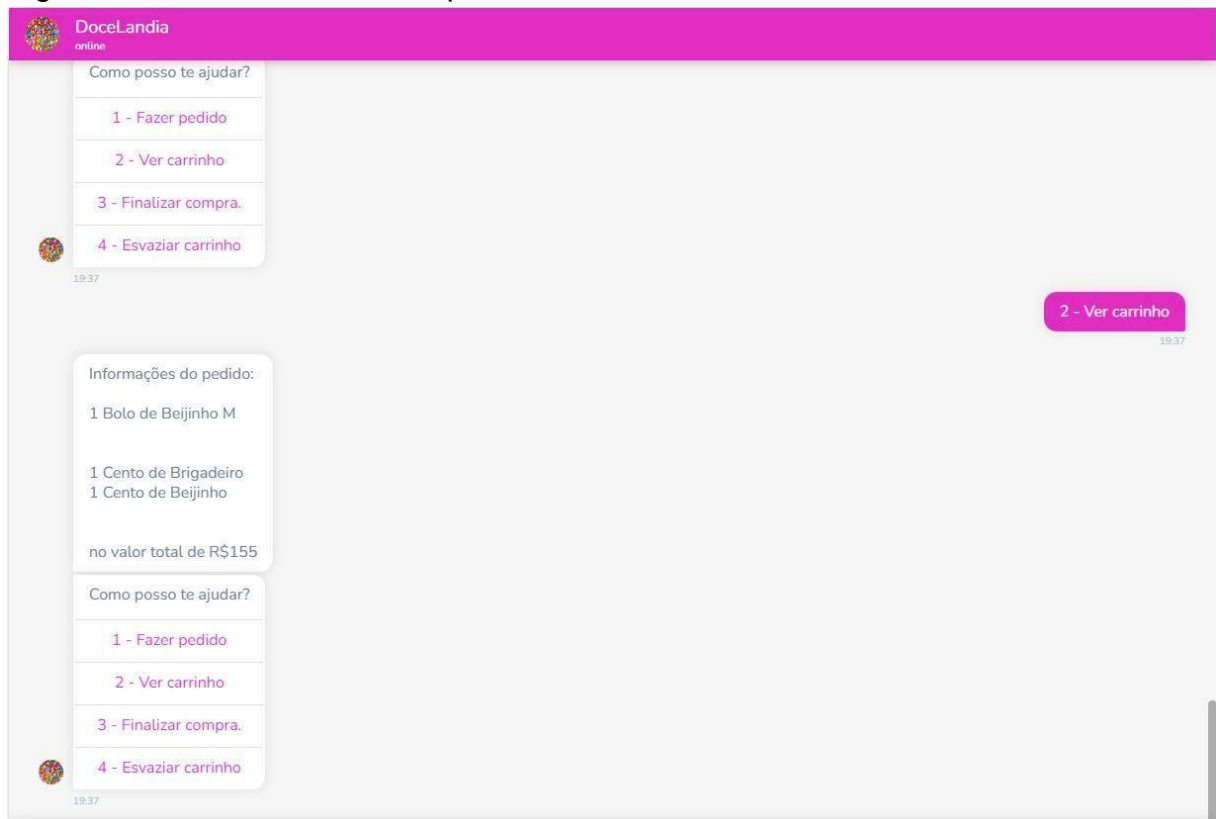 DoceLandia
online
Como posso te ajudar?
1 - Fazer pedido
2 - Ver carrinho
3 - Finalizar compra.
4 - Esvaziar carrinho
19:37
2 - Ver carrinho
19:37
Informações do pedido:
1 Bolo de Beijinho M
1 Cento de Brigadeiro
1 Cento de Beijinho
no valor total de R$155
Como posso te ajudar?
1 - Fazer pedido
2 - Ver carrinho
3 - Finalizar compra.
4 - Esvaziar carrinho
19:37